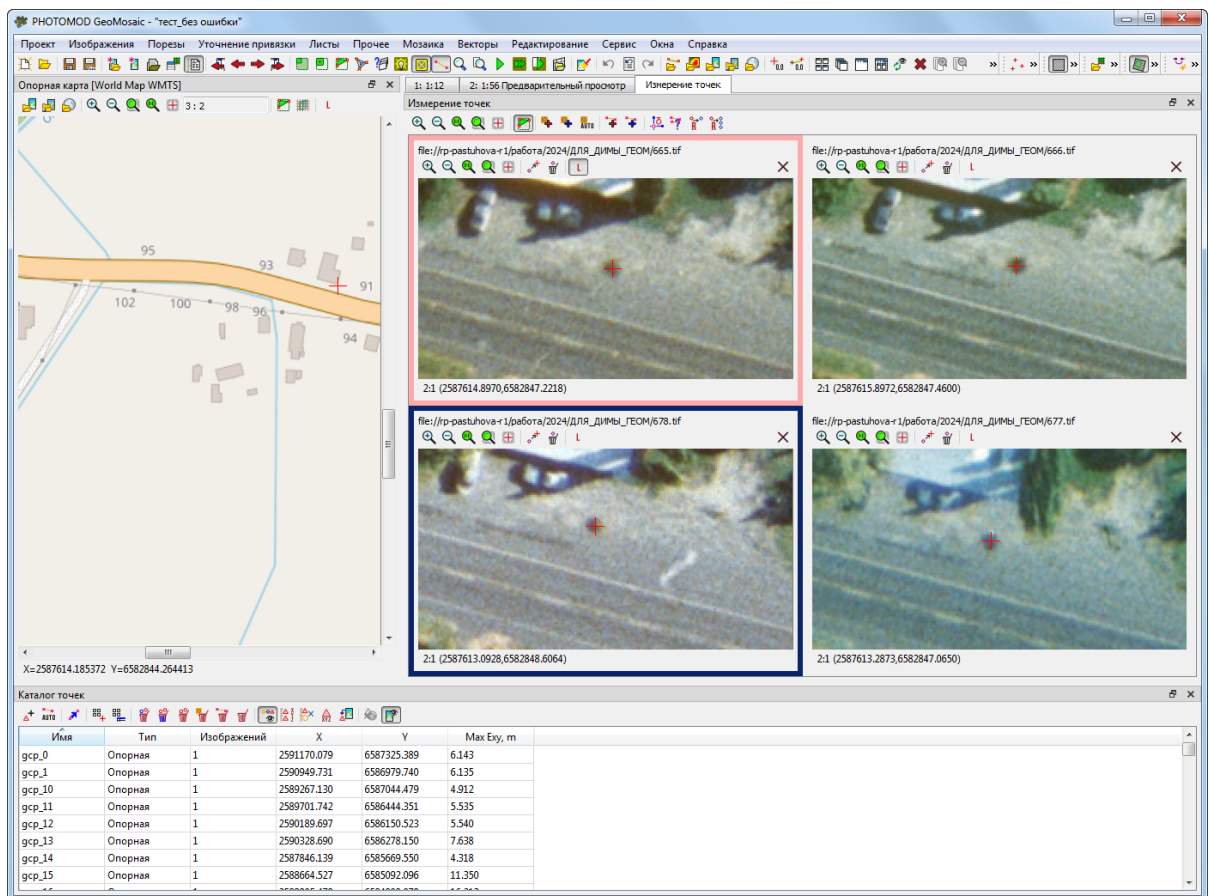 PHOTOMOD GeoMosaic - "тест_без ошибки"
Проект Изображения Порезы Уточнение привязки Листы Прочее Мозаика Векторы Редактирование Сервис Окна Справка
Опорная карта [World Map WMTS]
1: 1:12 2: 1:56 Предварительный просмотр Измерение точек
3 : 2 L
Измерение точек
AUTO
file://rp-pastuhova-r1/работа/2024/ДЛЯ_ДИМЫ_ГЕОМ/665.tif
L
2:1 (2587614.8970,6582847.2218)
file://rp-pastuhova-r1/работа/2024/ДЛЯ_ДИМЫ_ГЕОМ/666.tif
L
2:1 (2587615.8972,6582847.4600)
95
93
91
102
100
98
96
94
file://rp-pastuhova-r1/работа/2024/ДЛЯ_ДИМЫ_ГЕОМ/678.tif
L
2:1 (2587613.0928,6582848.6064)
file://rp-pastuhova-r1/работа/2024/ДЛЯ_ДИМЫ_ГЕОМ/677.tif
L
2:1 (2587613.2873,6582847.0650)
X=2587614.185372 Y=6582844.264413
Каталог точек
AUTO
Имя Тип Изображений X Y Max Exy, m
gcp_0 Опорная 1 2591170.079 6587325.389 6.143
gcp_1 Опорная 1 2590949.731 6586979.740 6.135
gcp_10 Опорная 1 2589267.130 6587044.479 4.912
gcp_11 Опорная 1 2589701.742 6586444.351 5.535
gcp_12 Опорная 1 2590189.697 6586150.523 5.540
gcp_13 Опорная 1 2590328.690 6586278.150 7.638
gcp_14 Опорная 1 2587846.139 6585669.550 4.318
gcp_15 Опорная 1 2588664.527 6585092.096 11.350